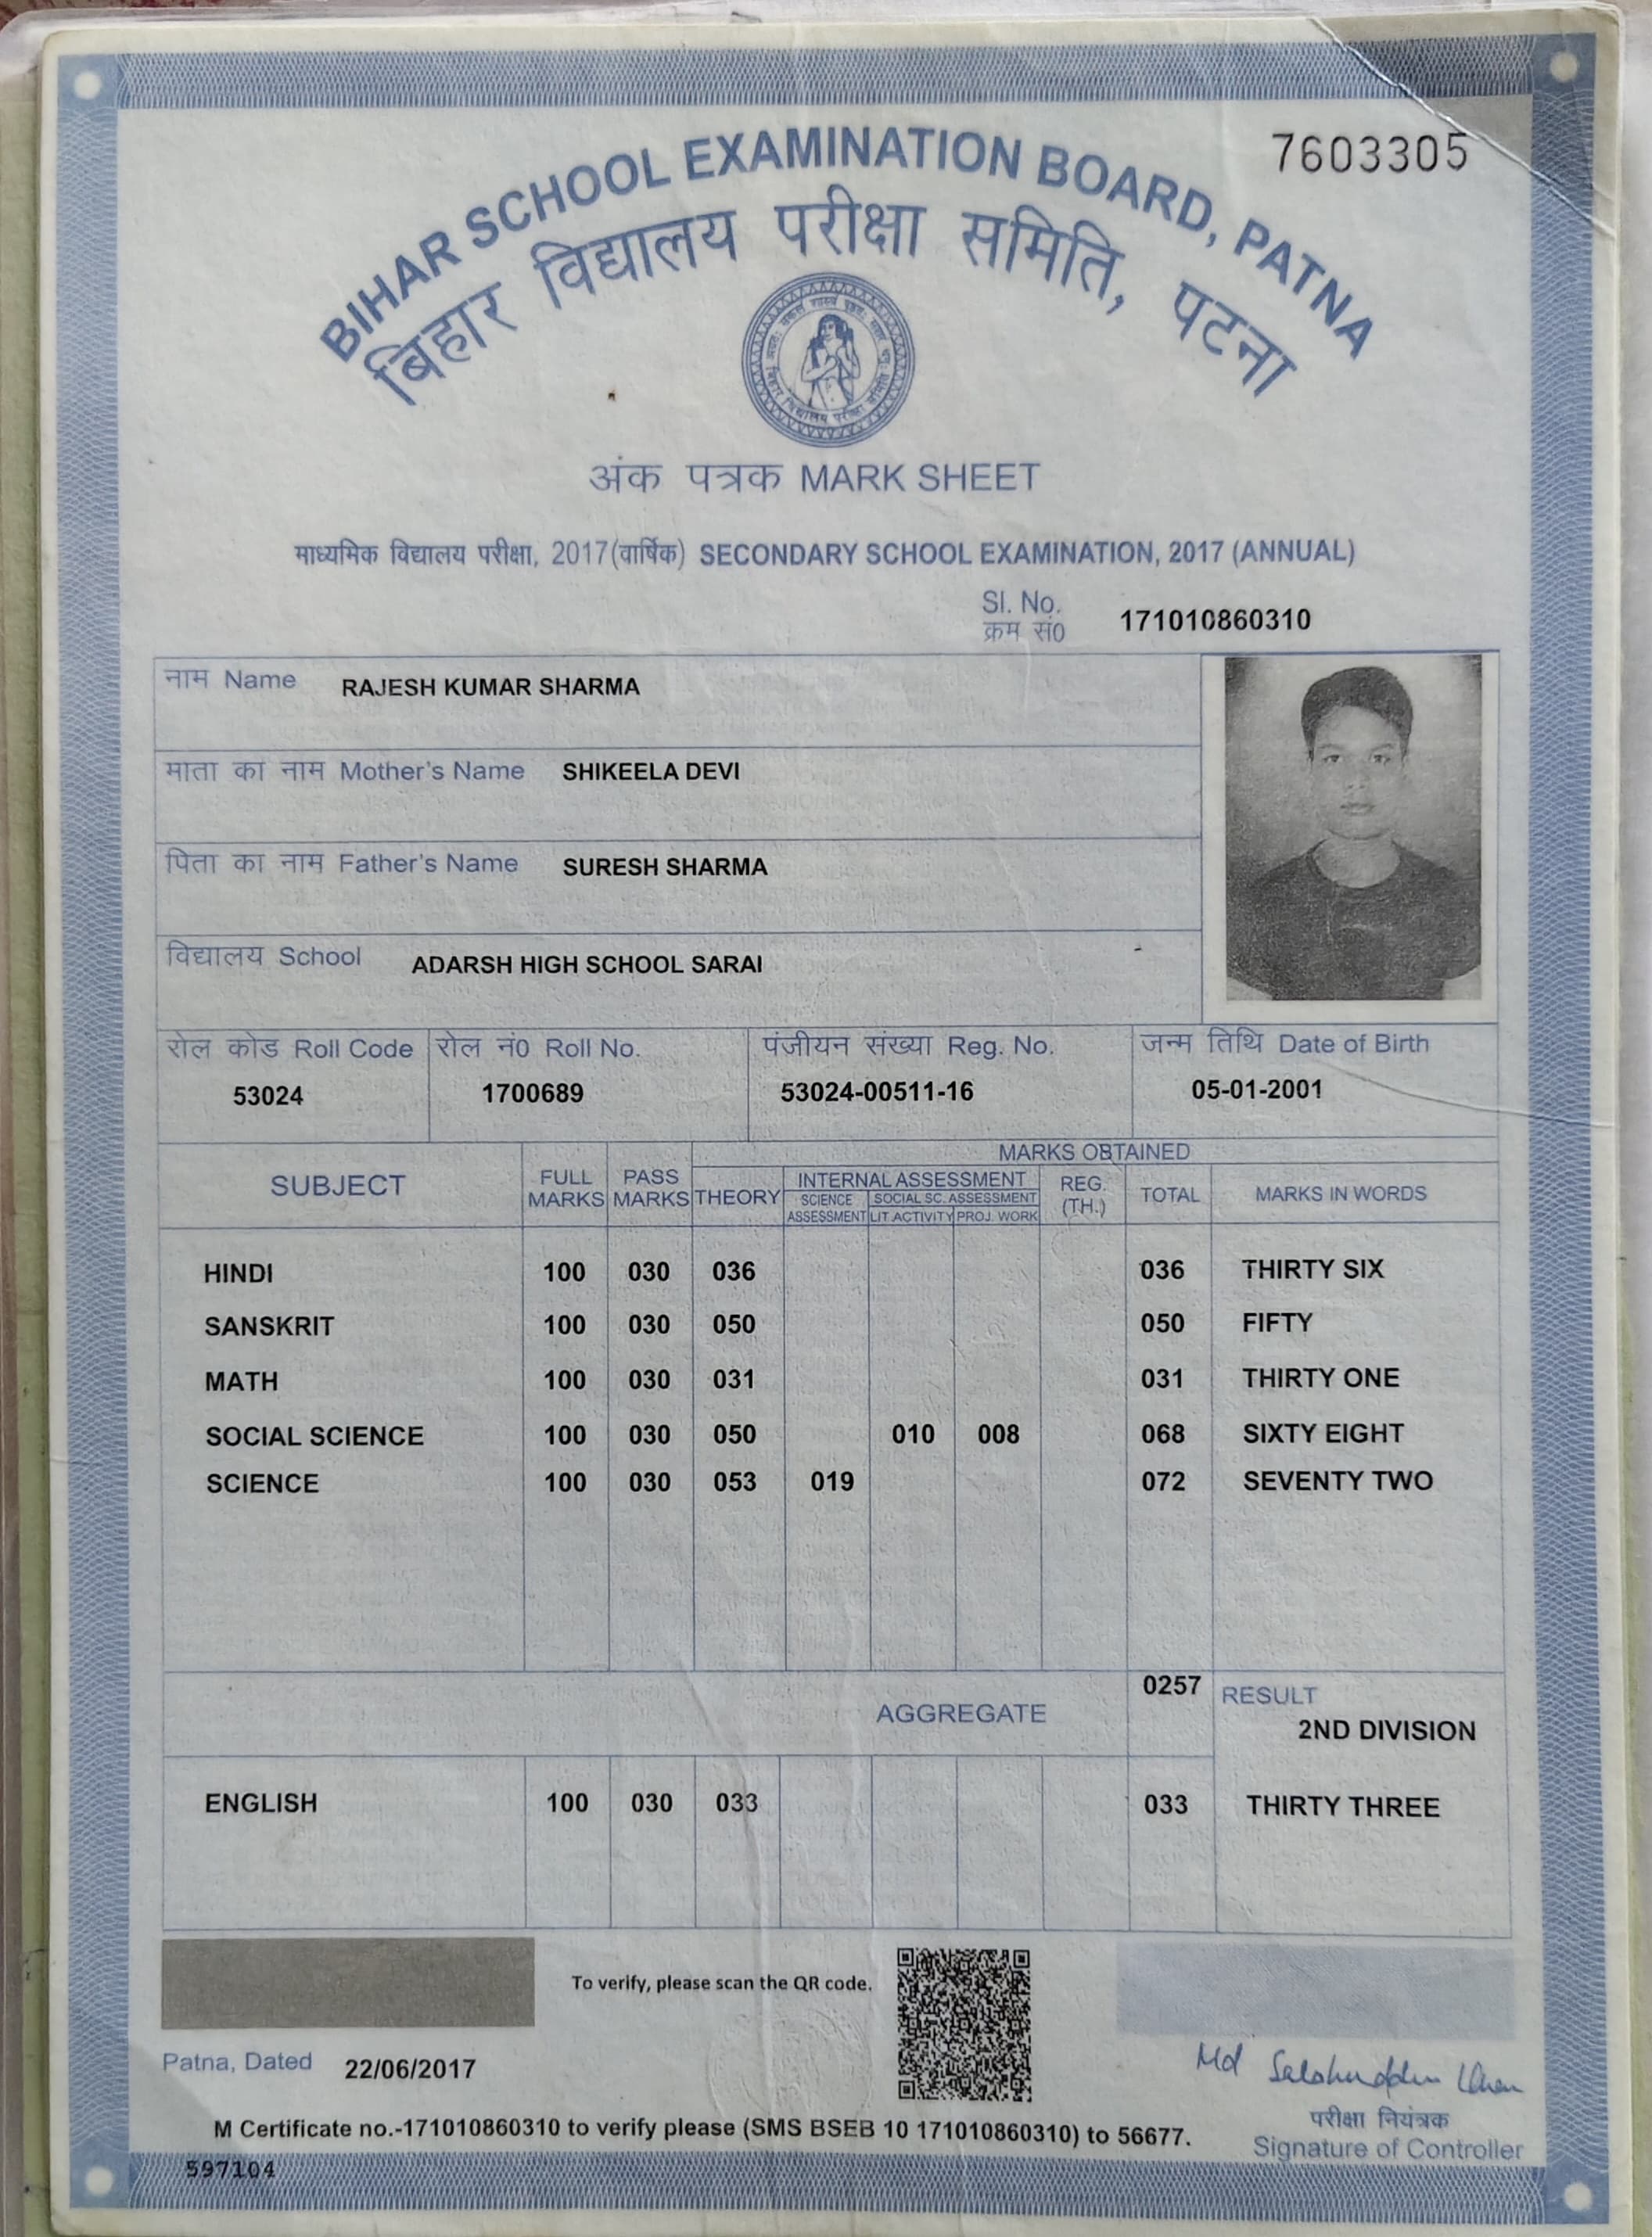 7603305
BIHAR SCHOOL EXAMINATION BOARD, PATNA
बिहार विद्यालय परीक्षा समिति, पटना
अंक पत्रक MARK SHEET
माध्यमिक विद्यालय परीक्षा, 2017(वार्षिक) SECONDARY SCHOOL EXAMINATION, 2017 (ANNUAL)
Sl. No.
क्रम सं0 171010860310
नाम Name RAJESH KUMAR SHARMA
माता का नाम Mother's Name SHIKEELA DEVI
पिता का नाम Father's Name SURESH SHARMA
विद्यालय School ADARSH HIGH SCHOOL SARAI
रोल कोड Roll Code रोल नं0 Roll No. पंजीयन संख्या Reg. No. जन्म तिथि Date of Birth
53024 1700689 53024-00511-16 05-01-2001
MARKS OBTAINED
SUBJECT FULL MARKS PASS MARKS THEORY INTERNAL ASSESSMENT REG. (TH.) TOTAL MARKS IN WORDS
SCIENCE ASSESSMENT SOCIAL SC. ASSESSMENT
LIT ACTIVITY PROJ. WORK
HINDI 100 030 036 036 THIRTY SIX
SANSKRIT 100 030 050 050 FIFTY
MATH 100 030 031 031 THIRTY ONE
SOCIAL SCIENCE 100 030 050 010 008 068 SIXTY EIGHT
SCIENCE 100 030 053 019 072 SEVENTY TWO
AGGREGATE 0257 RESULT
2ND DIVISION
ENGLISH 100 030 033 033 THIRTY THREE
To verify, please scan the QR code.
Patna, Dated 22/06/2017
Md Salahuddin Khan
परीक्षा नियंत्रक
Signature of Controller
M Certificate no.-171010860310 to verify please (SMS BSEB 10 171010860310) to 56677.
597104